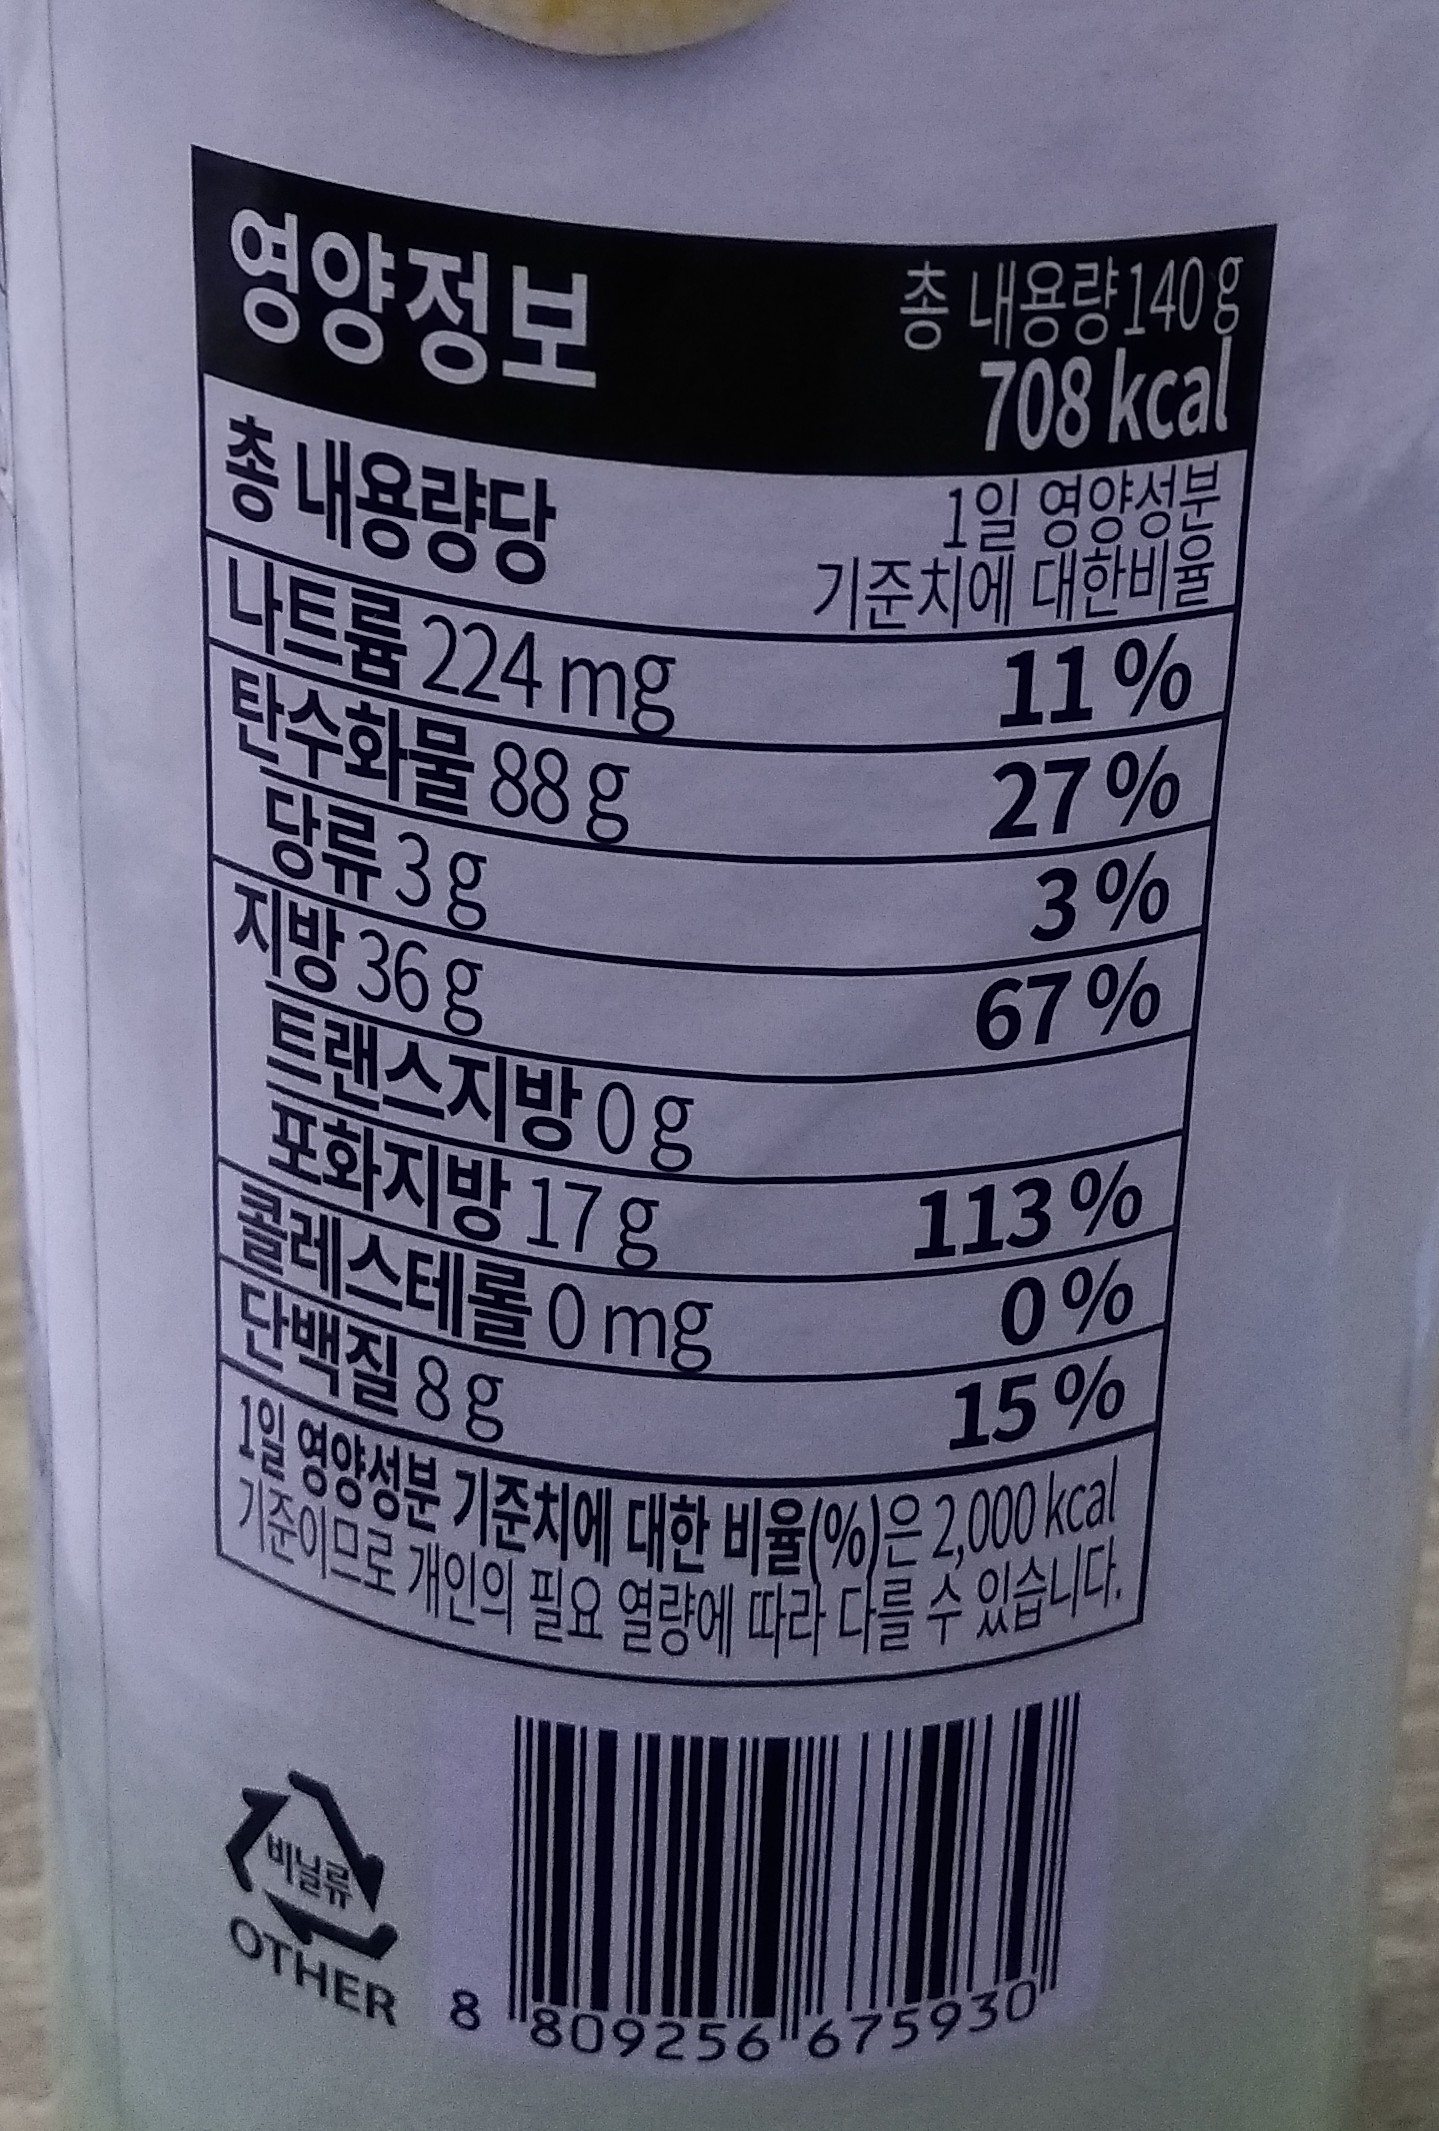 영양정보
총 내용량 140 g
708 kcal
총 내용량당
1일 영양성분
기준치에 대한비율
나트륨 224 mg 11 %
탄수화물 88 g 27 %
당류 3 g 3 %
지방 36 g 67 %
트랜스지방 0 g
포화지방 17 g 113 %
콜레스테롤 0 mg 0 %
단백질 8 g 15 %
1일 영양성분 기준치에 대한 비율(%)은 2,000 kcal
기준이므로 개인의 필요 열량에 따라 다를 수 있습니다.
비닐류
OTHER
8 809256 675930